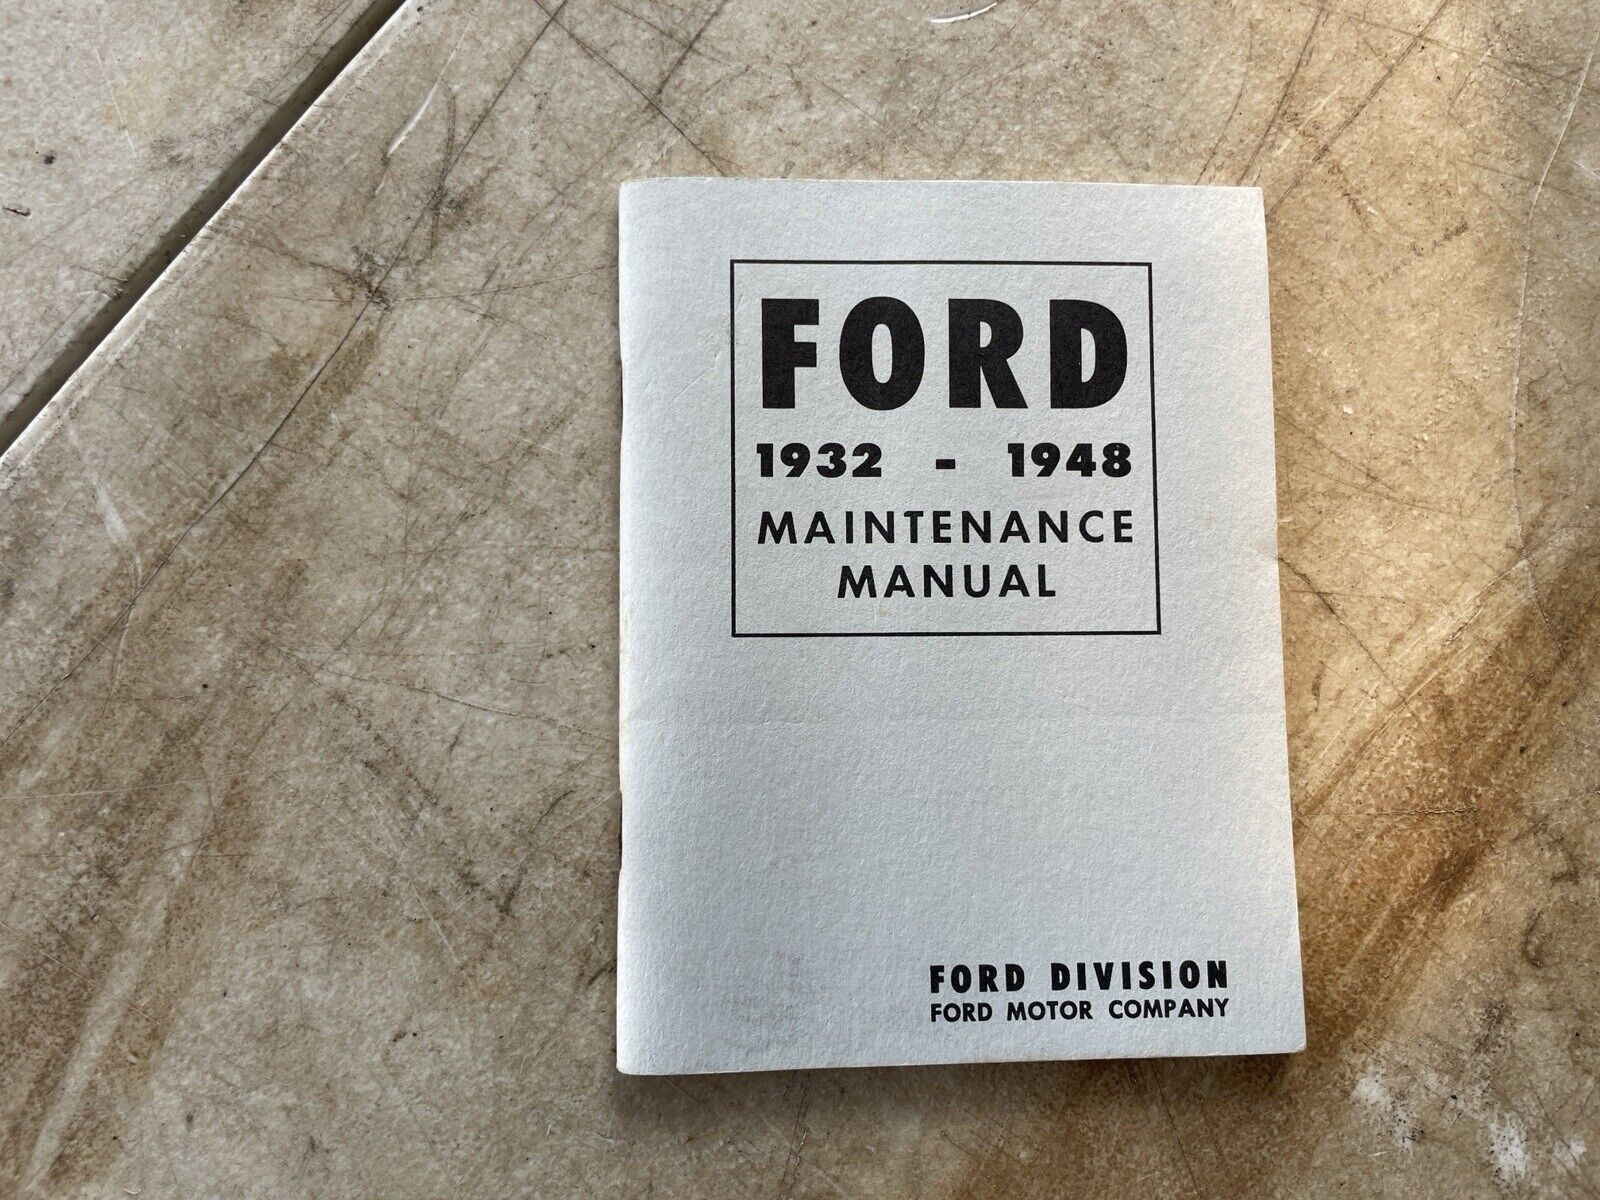 FORD
1932 - 1948
MAINTENANCE
MANUAL
FORD DIVISION
FORD MOTOR COMPANY